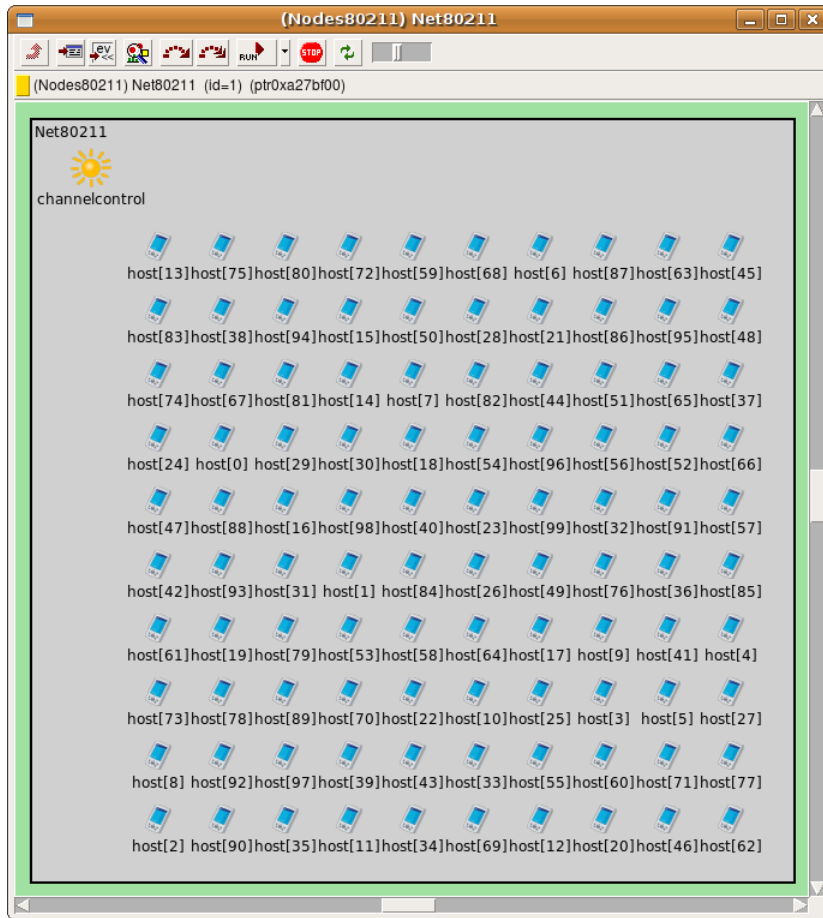 (Nodes80211) Net80211
EV
<<
RUN
STOP
(Nodes80211) Net80211 (id=1) (ptr0xa27bf00)
Net80211
channelcontrol
host[13] host[75] host[80] host[72] host[59] host[68] host[6] host[87] host[63] host[45]
host[83] host[38] host[94] host[15] host[50] host[28] host[21] host[86] host[95] host[48]
host[74] host[67] host[81] host[14] host[7] host[82] host[44] host[51] host[65] host[37]
host[24] host[0] host[29] host[30] host[18] host[54] host[96] host[56] host[52] host[66]
host[47] host[88] host[16] host[98] host[40] host[23] host[99] host[32] host[91] host[57]
host[42] host[93] host[31] host[1] host[84] host[26] host[49] host[76] host[36] host[85]
host[61] host[19] host[79] host[53] host[58] host[64] host[17] host[9] host[41] host[4]
host[73] host[78] host[89] host[70] host[22] host[10] host[25] host[3] host[5] host[27]
host[8] host[92] host[97] host[39] host[43] host[33] host[55] host[60] host[71] host[77]
host[2] host[90] host[35] host[11] host[34] host[69] host[12] host[20] host[46] host[62]